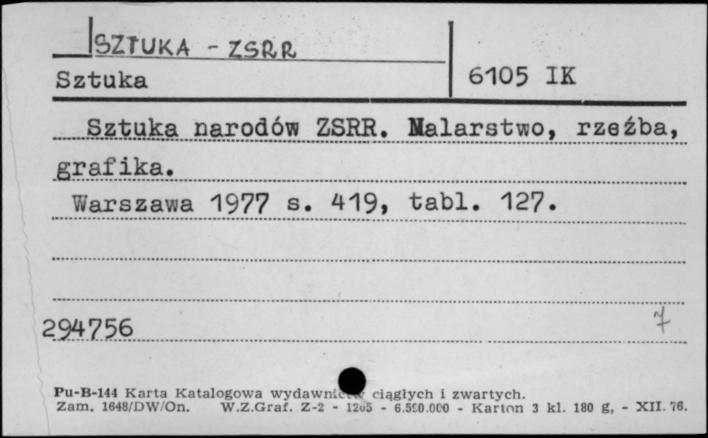 SZTUKA - ZSRR
Sztuka
6105 IK
Sztuka narodów ZSRR. Malarstwo, rzeźba,
grafika.
Warszawa 1977 s. 419, tabl. 127.
294756
7
Pu-B-144 Karta Katalogowa ciągłych i zwartych.
Zam. 1648/DW/On. W.Z.Graf. Z-2 - - 6.500.000 - Karton 3 kl. 180 g, - XII. 76.